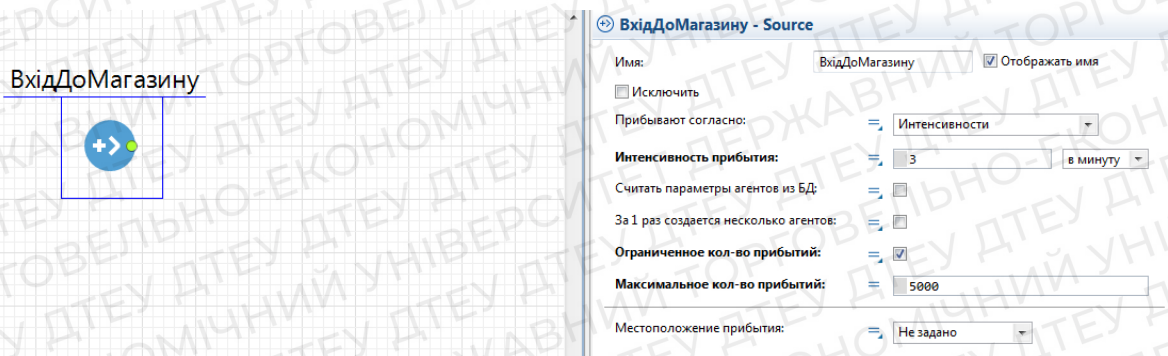 ВхідДоМагазину
ВхідДоМагазину - Source
Имя: ВхідДоМагазину Отображать имя
Исключить
Прибывают согласно: Интенсивности
Интенсивность прибытия: 3 в минуту
Считать параметры агентов из БД:
За 1 раз создается несколько агентов:
Ограниченное кол-во прибытий:
Максимальное кол-во прибытий: 5000
Местоположение прибытия: Не задано